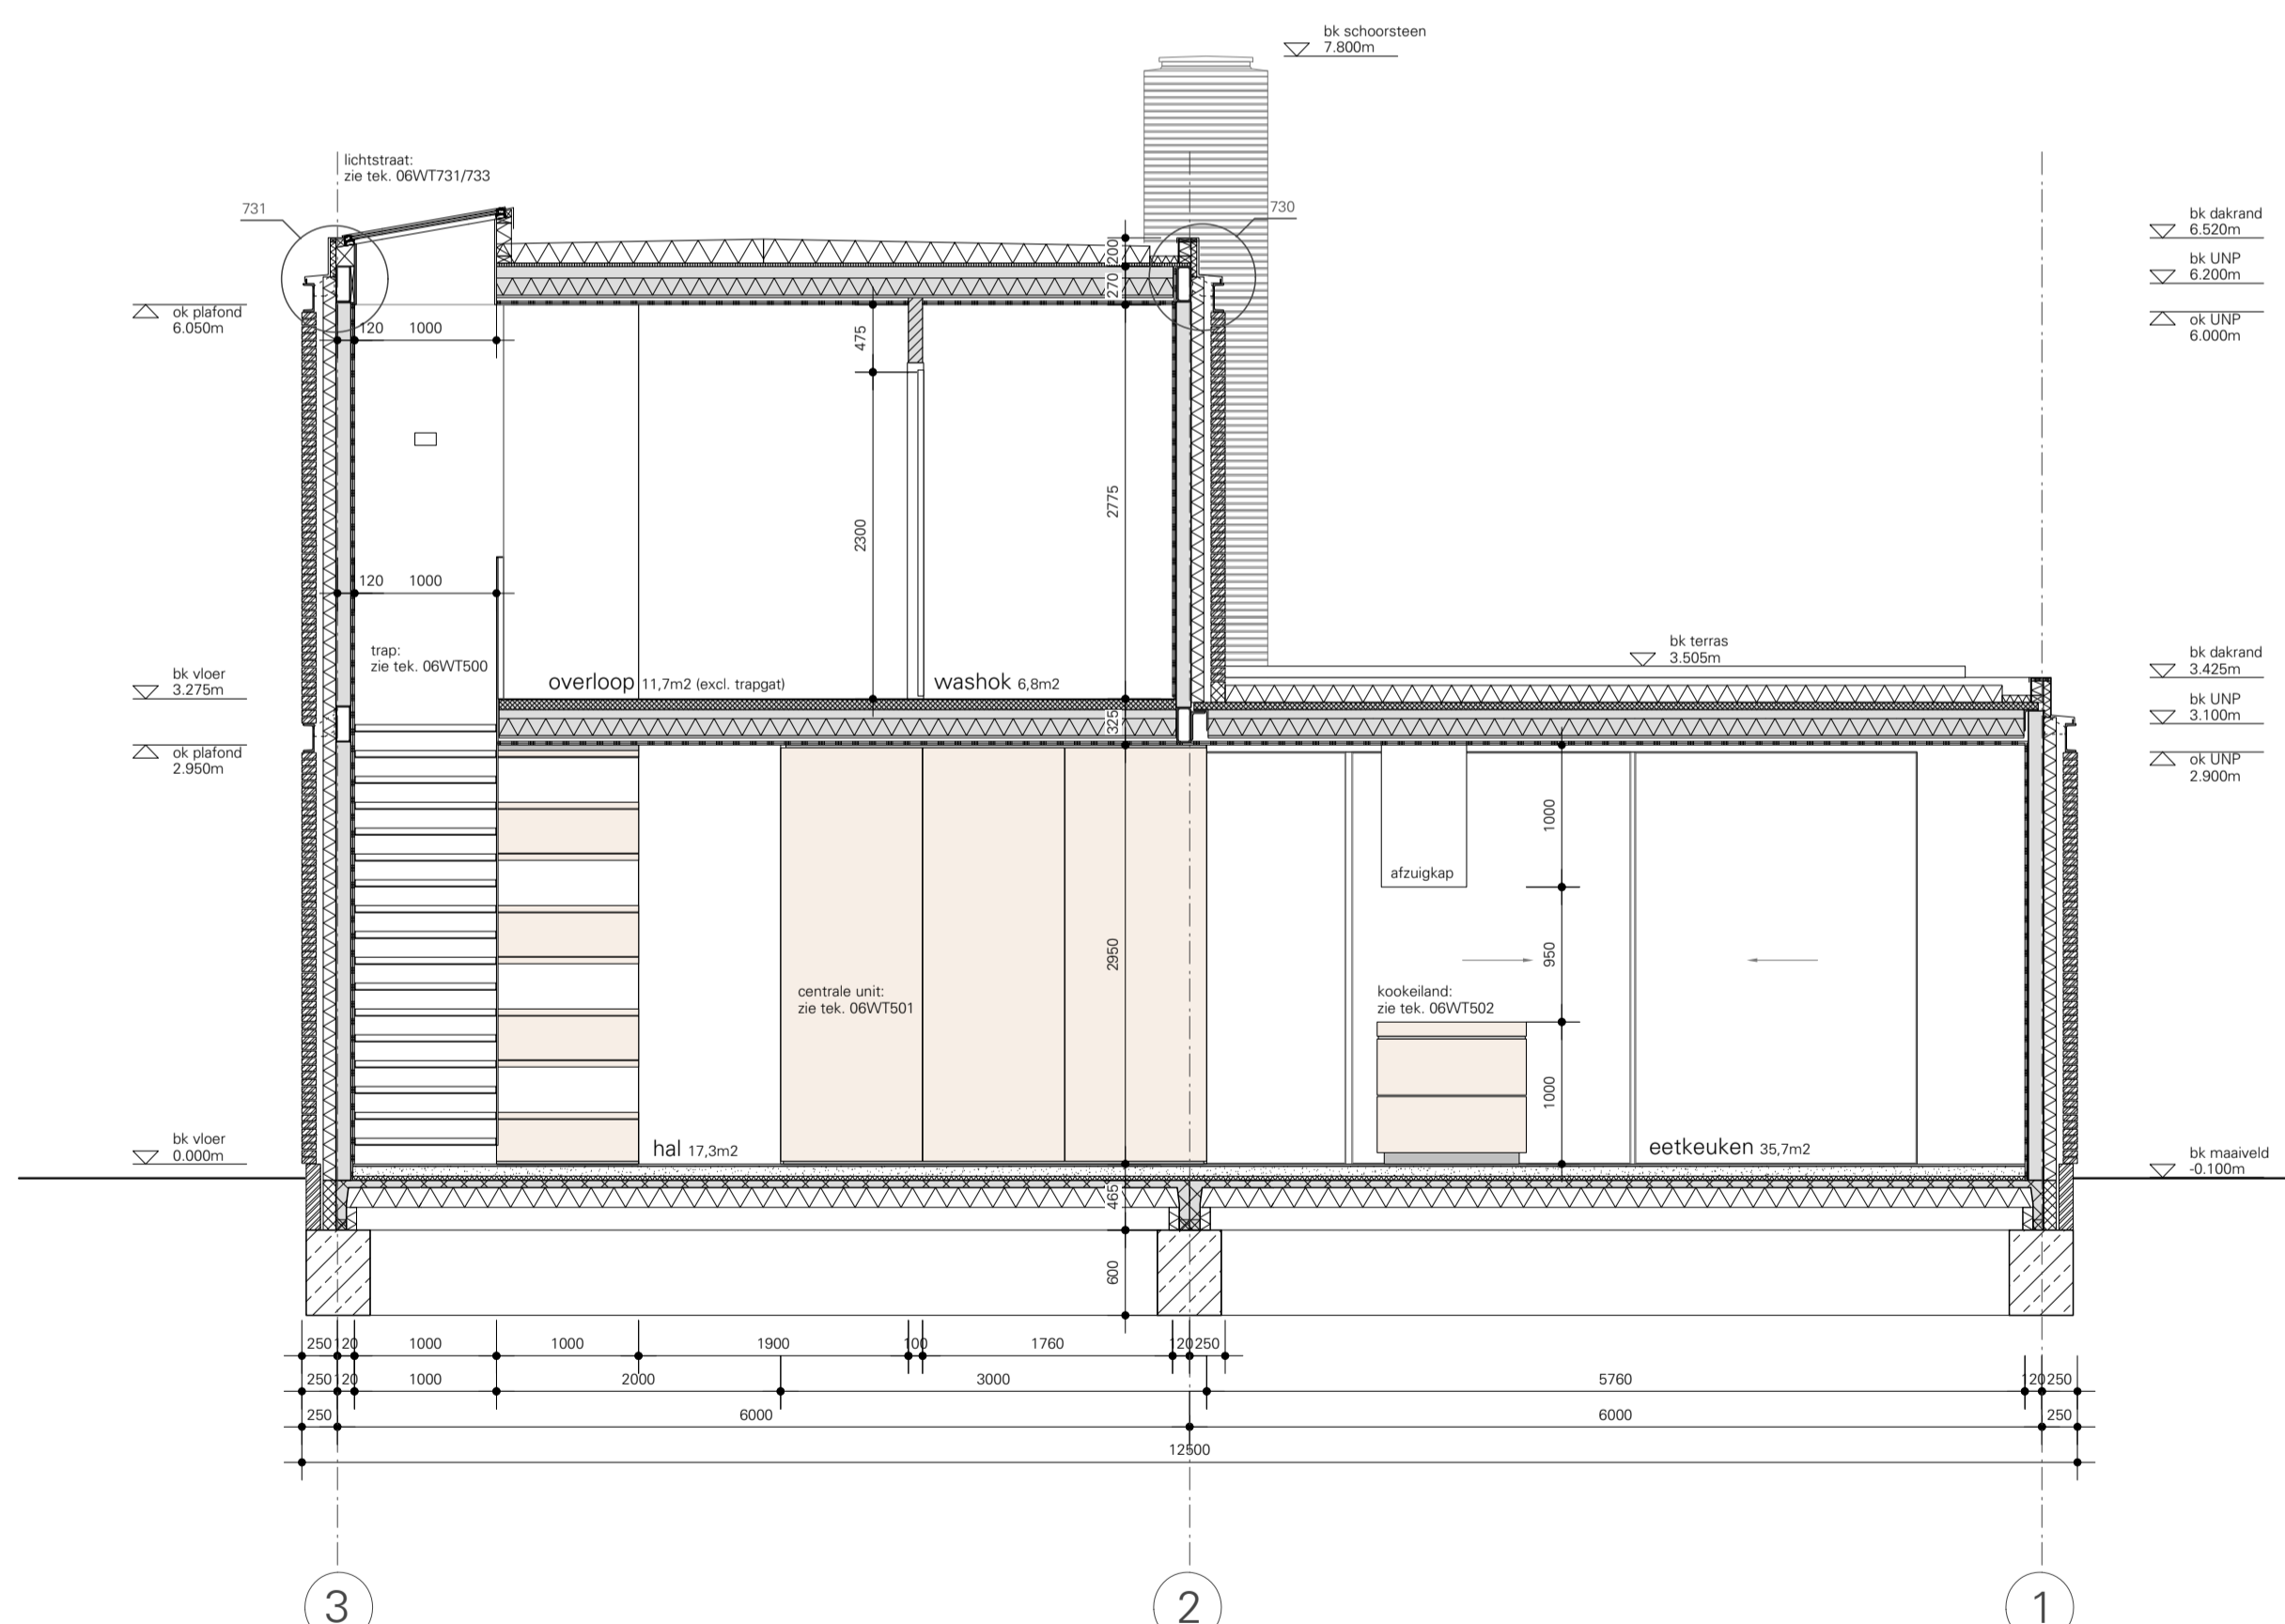 bk schoorsteen
7.800m
lichtstraat:
zie tek. 06WT731/733
731
730
bk dakrand
6.520m
bk UNP
6.200m
ok UNP
6.000m
ok plafond
6.050m
200
270
120 1000
475
2300
2775
120 1000
trap:
zie tek. 06WT500
overloop 11,7m2 (excl. trapgat)
washok 6,8m2
bk terras
3.505m
bk dakrand
3.425m
bk UNP
3.100m
ok UNP
2.900m
bk vloer
3.275m
ok plafond
2.950m
325
1000
afzuigkap
950
2950
centrale unit:
zie tek. 06WT501
kookeiland:
zie tek. 06WT502
1000
hal 17,3m2
eetkeuken 35,7m2
bk vloer
0.000m
bk maaiveld
-0.100m
465
600
250 120 1000 1000 1900 100 1760 120 250
250 120 1000 2000 3000 5760 120 250
250 6000 6000 250
12500
3 2 1